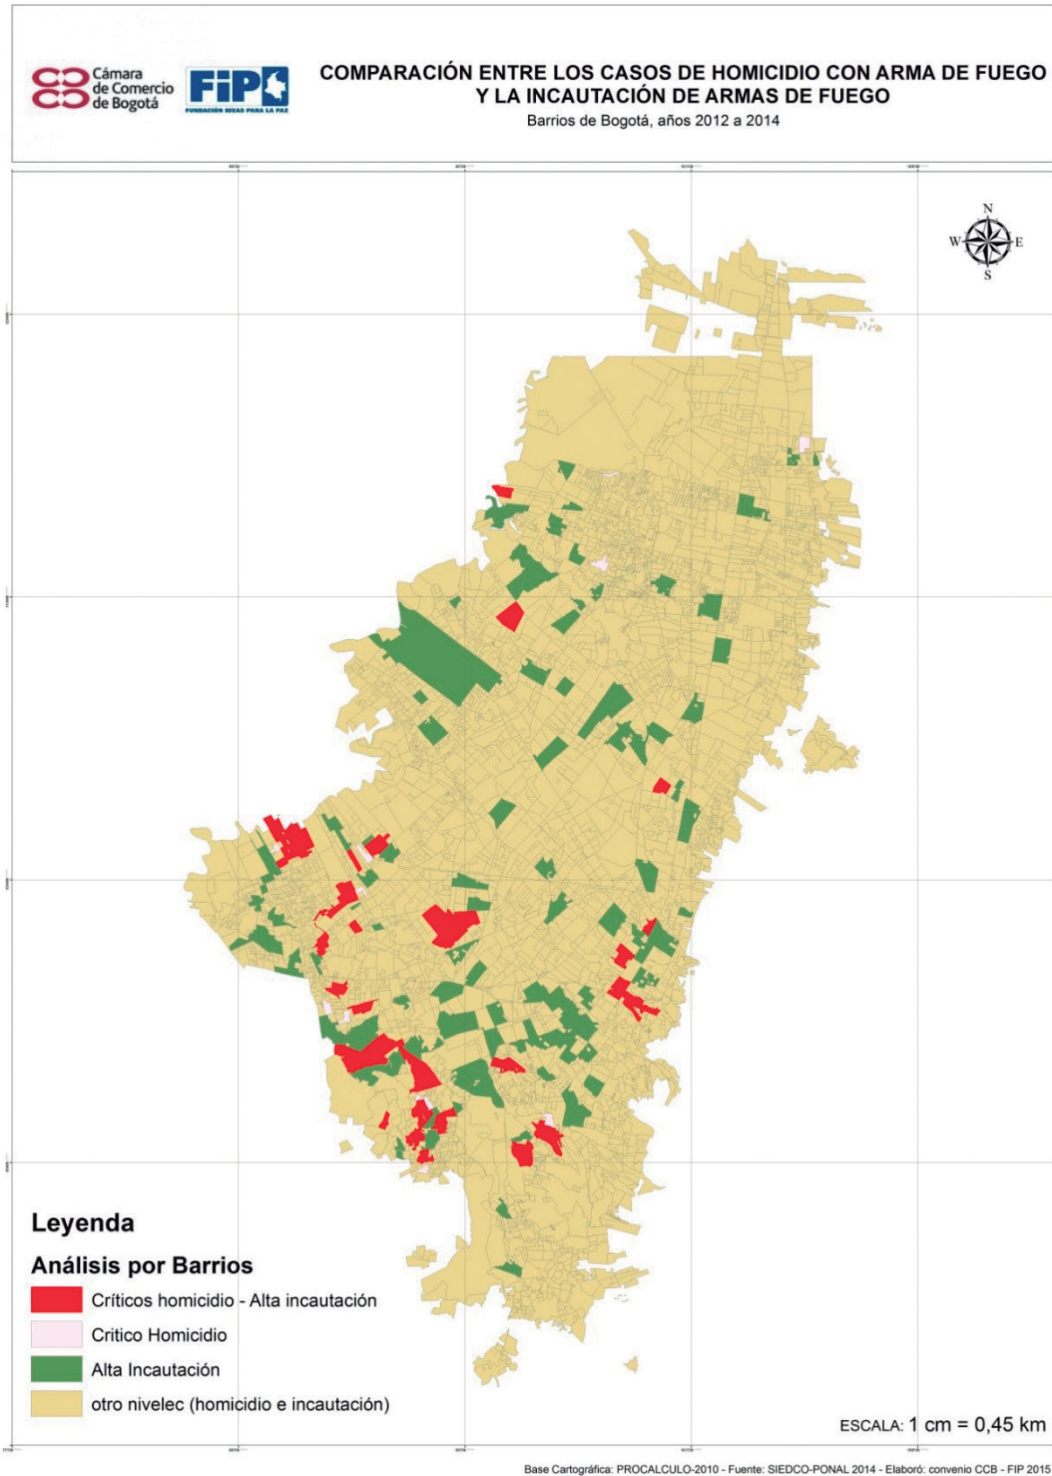 Cámara
de Comercio
de Bogotá
FIP
FUNDACIÓN IDEAS PARA LA PAZ
COMPARACIÓN ENTRE LOS CASOS DE HOMICIDIO CON ARMA DE FUEGO
Y LA INCAUTACIÓN DE ARMAS DE FUEGO
Barrios de Bogotá, años 2012 a 2014
N
W E
S
Leyenda
Análisis por Barrios
Críticos homicidio - Alta incautación
Critico Homicidio
Alta Incautación
otro nivelec (homicidio e incautación)
ESCALA: 1 cm = 0,45 km
Base Cartográfica: PROCALCULO-2010 - Fuente: SIEDCO-PONAL 2014 - Elaboró: convenio CCB - FIP 2015